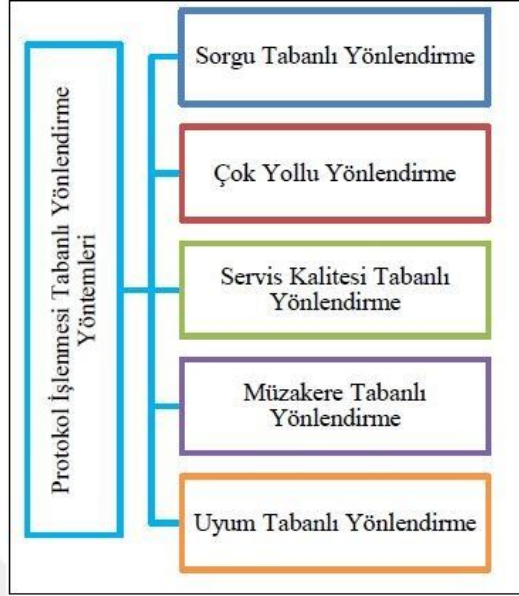 Protokol İşlenmesi Tabanlı Yönlendirme
Yöntemleri
Sorgu Tabanlı Yönlendirme
Çok Yollu Yönlendirme
Servis Kalitesi Tabanlı
Yönlendirme
Müzakere Tabanlı
Yönlendirme
Uyum Tabanlı Yönlendirme